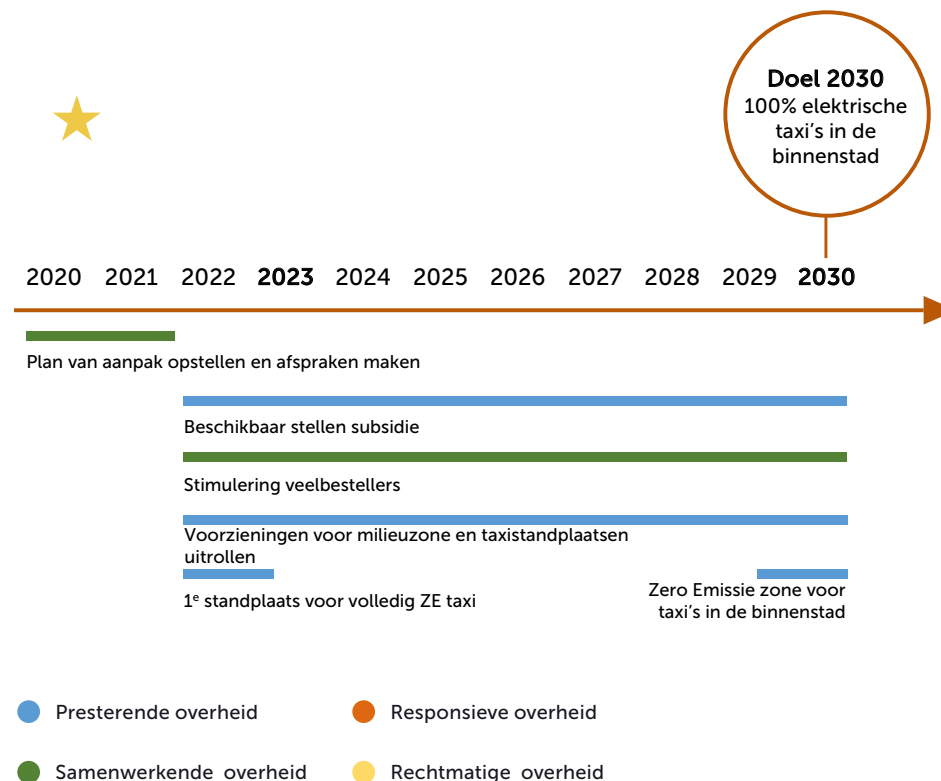 Doel 2030
100% elektrische
taxi's in de
binnenstad
2020 2021 2022 2023 2024 2025 2026 2027 2028 2029 2030
Plan van aanpak opstellen en afspraken maken
Beschikbaar stellen subsidie
Stimulering veelbestellers
Voorzieningen voor milieuzone en taxistandplaatsen
uitrollen
1e standplaats voor volledig ZE taxi
Zero Emissie zone voor
taxi's in de binnenstad
Presterende overheid
Responsieve overheid
Samenwerkende overheid
Rechtmatige overheid